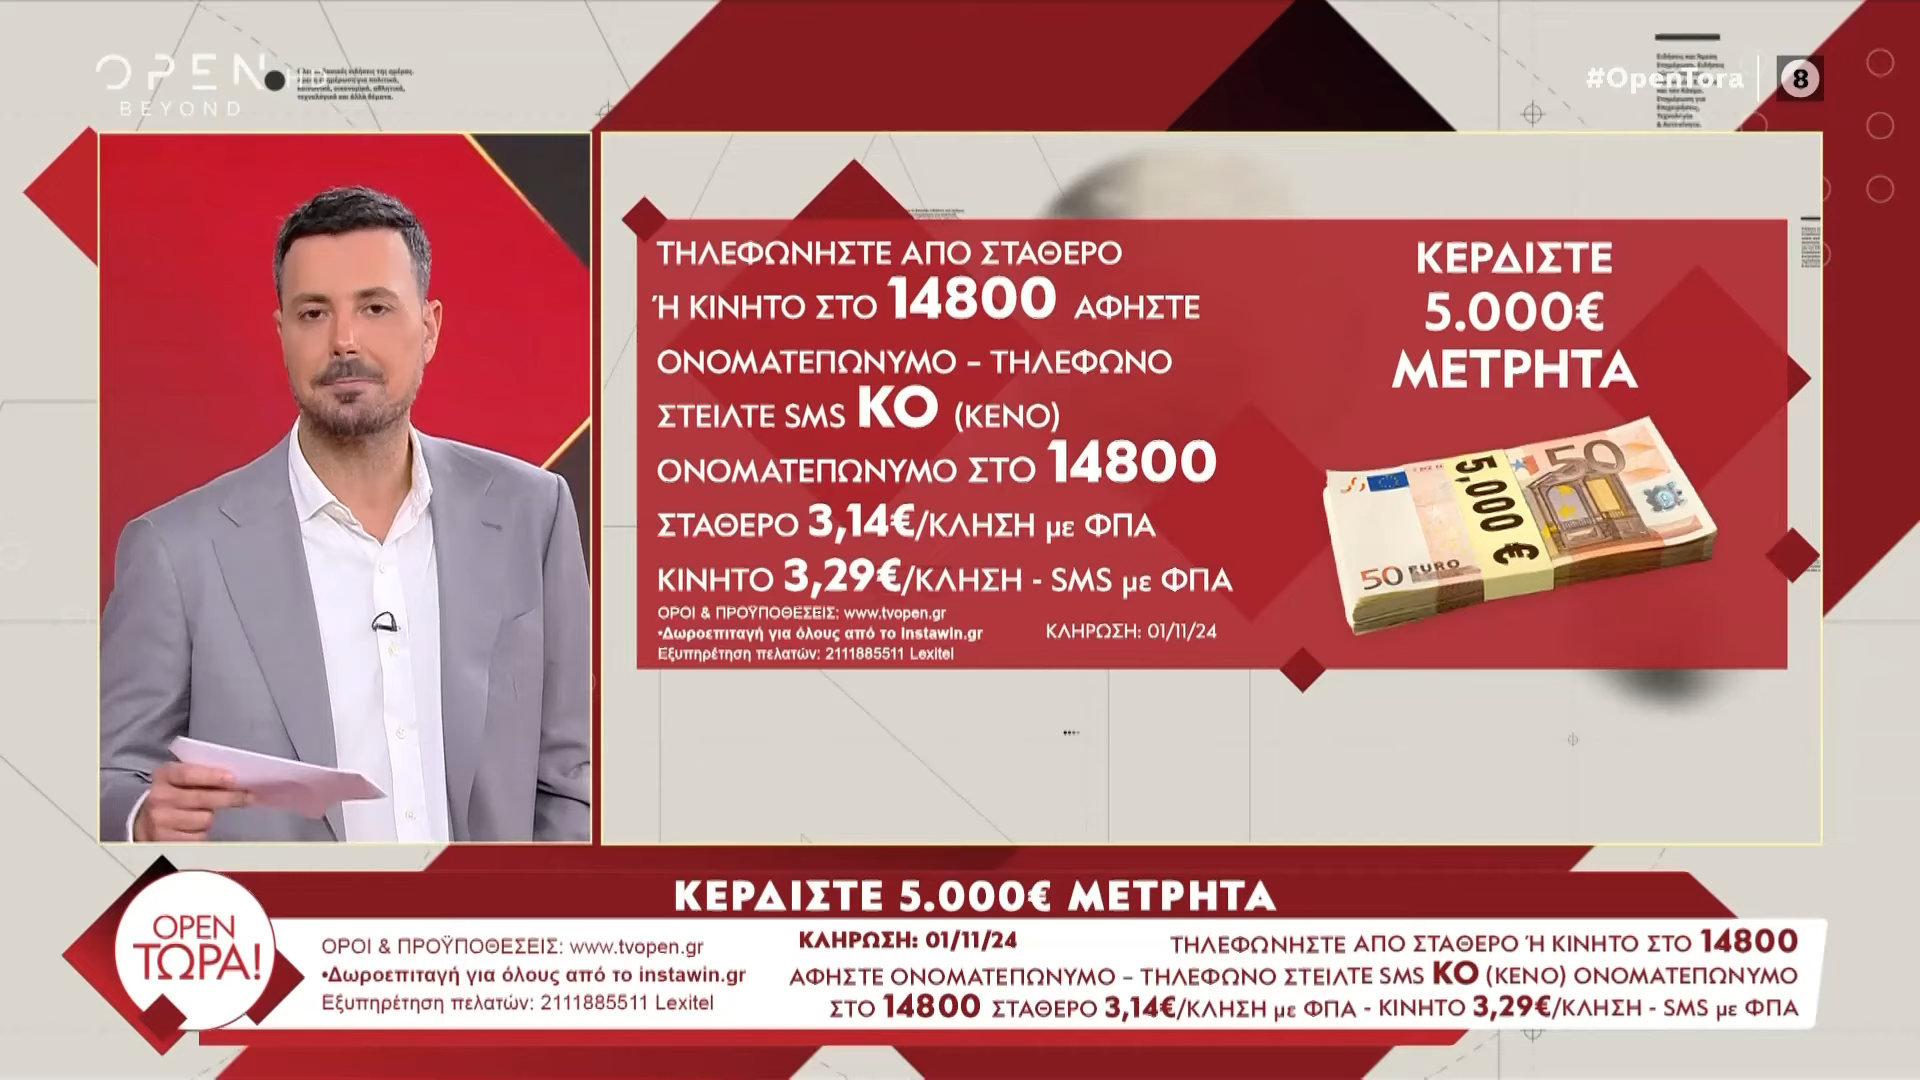 OPEN
BEYOND
#OpenTora
8
ΤΗΛΕΦΩΝΗΣΤΕ ΑΠΟ ΣΤΑΘΕΡΟ
Ή ΚΙΝΗΤΟ ΣΤΟ 14800 ΑΦΗΣΤΕ
ΟΝΟΜΑΤΕΠΩΝΥΜΟ – ΤΗΛΕΦΩΝΟ
ΣΤΕΙΛΤΕ SMS ΚΟ (ΚΕΝΟ)
ΟΝΟΜΑΤΕΠΩΝΥΜΟ ΣΤΟ 14800
ΣΤΑΘΕΡΟ 3,14€/ΚΛΗΣΗ με ΦΠΑ
ΚΙΝΗΤΟ 3,29€/ΚΛΗΣΗ - SMS με ΦΠΑ
ΟΡΟΙ & ΠΡΟΫΠΟΘΕΣΕΙΣ: www.tvopen.gr
•Δωροεπιταγή για όλους από το instawin.gr
ΚΛΗΡΩΣΗ: 01/11/24
Εξυπηρέτηση πελατών: 2111885511 Lexitel
ΚΕΡΔΙΣΤΕ
5.000€
ΜΕΤΡΗΤΑ
5,000 €
50
50 EURO
ΚΕΡΔΙΣΤΕ 5.000€ ΜΕΤΡΗΤΑ
OPEN
ΤΩΡΑ!
ΟΡΟΙ & ΠΡΟΫΠΟΘΕΣΕΙΣ: www.tvopen.gr
•Δωροεπιταγή για όλους από το instawin.gr
Εξυπηρέτηση πελατών: 2111885511 Lexitel
ΚΛΗΡΩΣΗ: 01/11/24
ΤΗΛΕΦΩΝΗΣΤΕ ΑΠΟ ΣΤΑΘΕΡΟ Ή ΚΙΝΗΤΟ ΣΤΟ 14800
ΑΦΗΣΤΕ ΟΝΟΜΑΤΕΠΩΝΥΜΟ – ΤΗΛΕΦΩΝΟ ΣΤΕΙΛΤΕ SMS ΚΟ (ΚΕΝΟ) ΟΝΟΜΑΤΕΠΩΝΥΜΟ
ΣΤΟ 14800 ΣΤΑΘΕΡΟ 3,14€/ΚΛΗΣΗ με ΦΠΑ - ΚΙΝΗΤΟ 3,29€/ΚΛΗΣΗ - SMS με ΦΠΑ